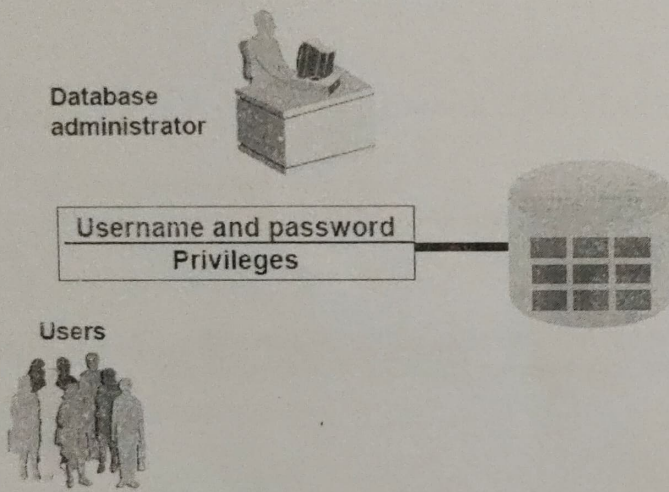 Database
administrator
Username and password
Privileges
Users